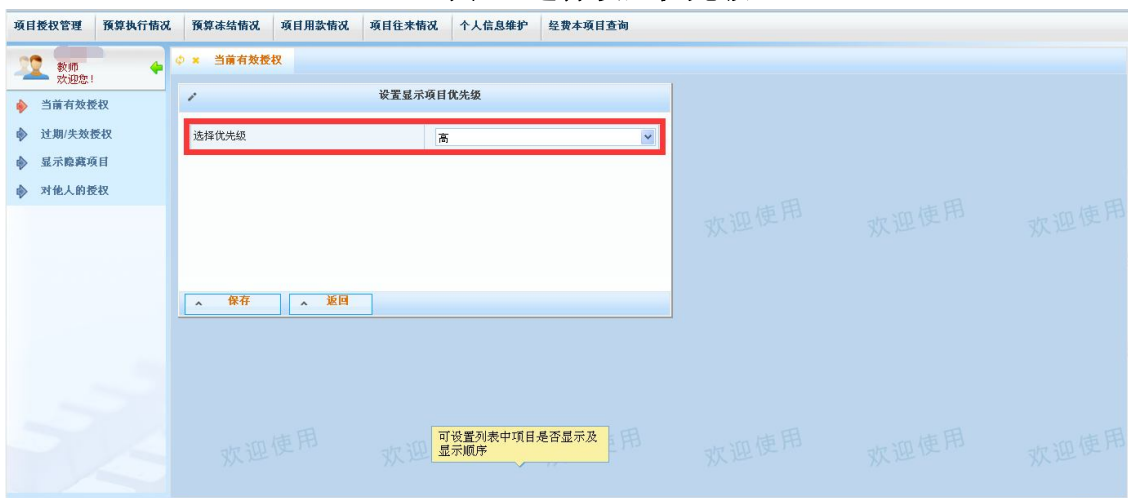 项目授权管理 预算执行情况 预算冻结情况 项目用款情况 项目往来情况 个人信息维护 经费本项目查询
教师
欢迎您！
当前有效授权
当前有效授权
过期/失效授权
显示隐藏项目
对他人的授权
设置显示项目优先级
选择优先级 高
保存 返回
欢迎使用 欢迎使用 欢迎使用
可设置列表中项目是否显示及
显示顺序
欢迎使用 欢迎 用 欢迎使用 欢迎使用 欢迎使用